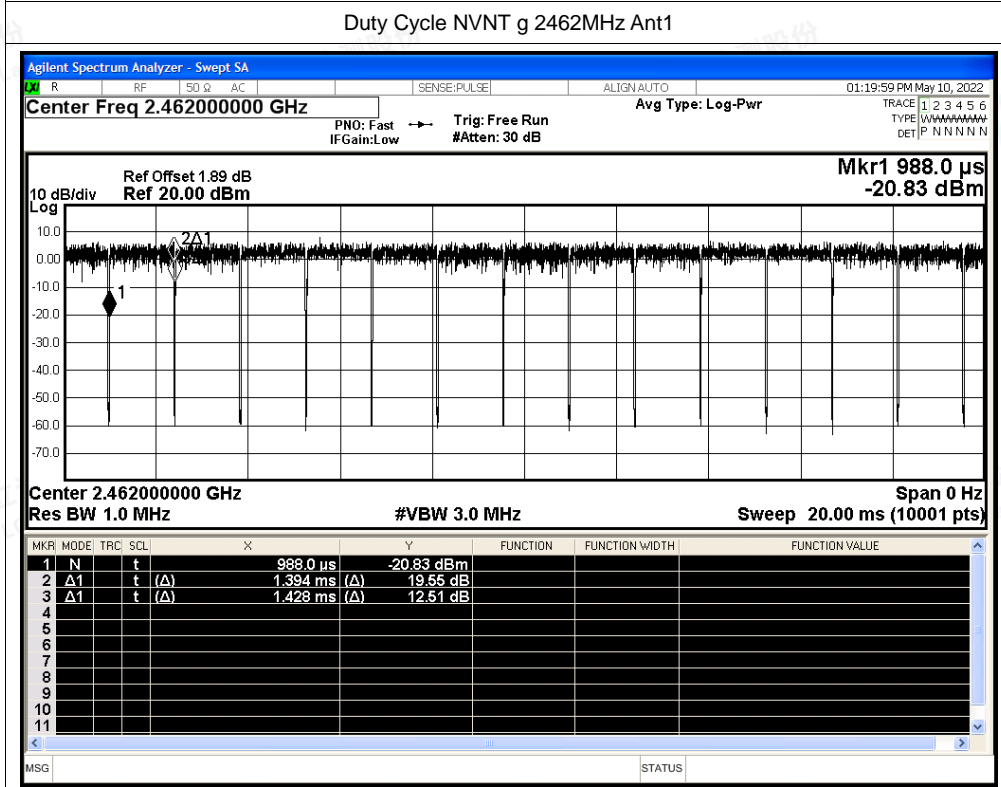 Duty Cycle NVNT g 2462MHz Ant1
Agilent Spectrum Analyzer - Swept SA
LXI R RF 50 Ω AC SENSE:PULSE ALIGN AUTO 01:19:59 PM May 10, 2022
Center Freq 2.462000000 GHz Avg Type: Log-Pwr TRACE 1 2 3 4 5 6
PNO: Fast Trig: Free Run TYPE W
IFGain:Low #Atten: 30 dB DET P N N N N N
Mkr1 988.0 µs
Ref Offset 1.89 dB -20.83 dBm
10 dB/div Ref 20.00 dBm
Log
10.0
2Δ1
0.00
-10.0
1
-20.0
-30.0
-40.0
-50.0
-60.0
-70.0
Center 2.462000000 GHz Span 0 Hz
Res BW 1.0 MHz #VBW 3.0 MHz Sweep 20.00 ms (10001 pts)
MKR MODE TRC SCL X Y FUNCTION FUNCTION WIDTH FUNCTION VALUE
1 N t 988.0 µs -20.83 dBm
2 Δ1 t (Δ) 1.394 ms (Δ) 19.55 dB
3 Δ1 t (Δ) 1.428 ms (Δ) 12.51 dB
4
5
6
7
8
9
10
11
MSG STATUS